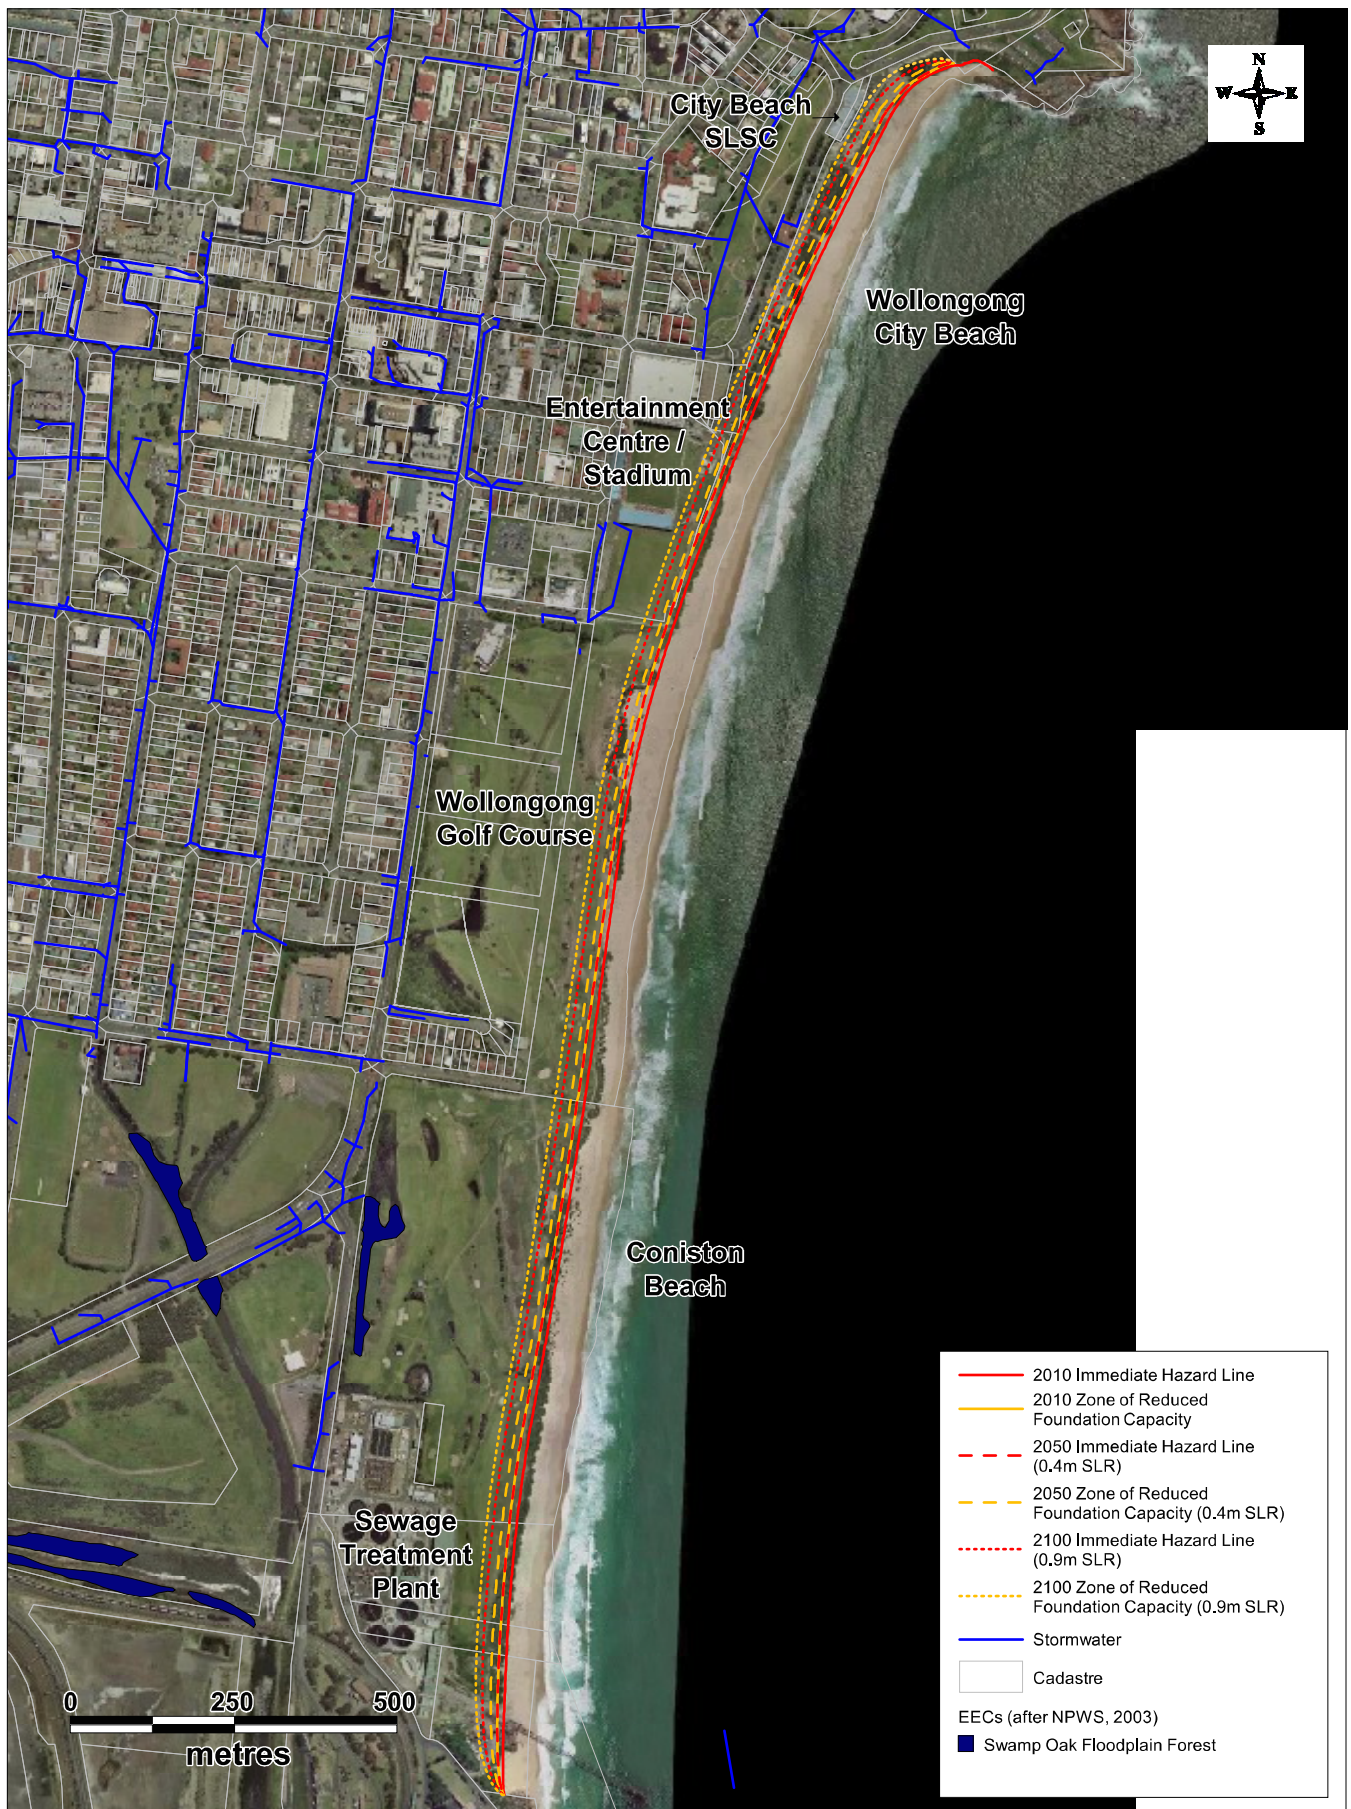 N
W E
S
City Beach
SLSC
Wollongong
City Beach
Entertainment
Centre /
Stadium
Wollongong
Golf Course
Coniston
Beach
Sewage
Treatment
Plant
0 250 500
metres
2010 Immediate Hazard Line
2010 Zone of Reduced
Foundation Capacity
2050 Immediate Hazard Line
(0.4m SLR)
2050 Zone of Reduced
Foundation Capacity (0.4m SLR)
2100 Immediate Hazard Line
(0.9m SLR)
2100 Zone of Reduced
Foundation Capacity (0.9m SLR)
Stormwater
Cadastre
EECs (after NPWS, 2003)
Swamp Oak Floodplain Forest